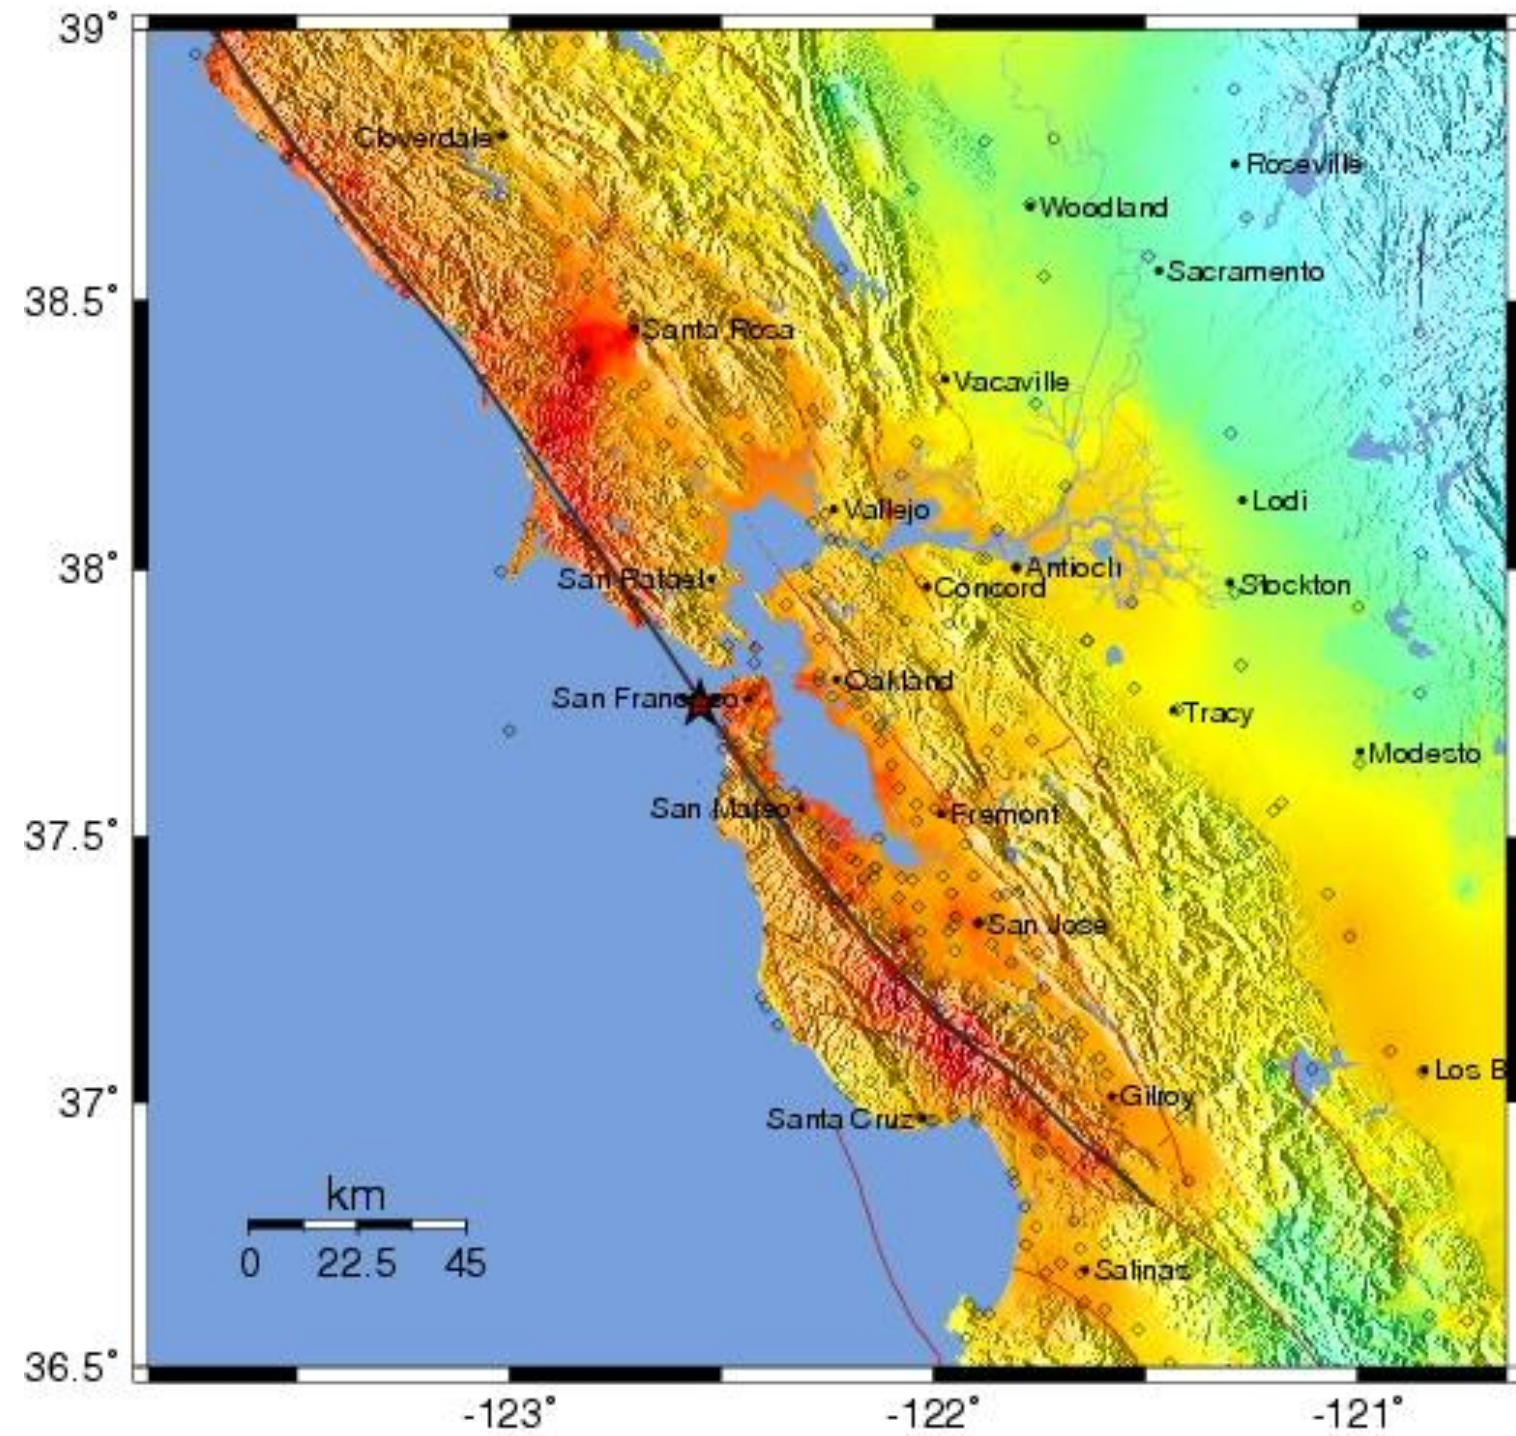 39°
Cloverdale
Roseville
Woodland
Sacramento
38.5°
Santa Rosa
Vacaville
Lodi
Vallejo
38°
Antioch
San Rafael
Concord
Stockton
Oakland
San Francisco
Tracy
Modesto
San Mateo
Fremont
37.5°
San Jose
Los B
37°
Gilroy
Santa Cruz
km
0 22.5 45
Salinas
36.5°
-123° -122° -121°